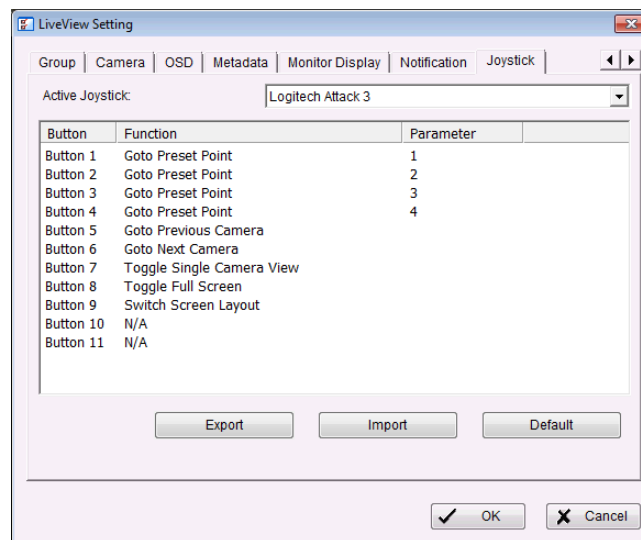 LiveView Setting
Group Camera OSD Metadata Monitor Display Notification Joystick
Active Joystick: Logitech Attack 3
Button Function Parameter
Button 1 Goto Preset Point 1
Button 2 Goto Preset Point 2
Button 3 Goto Preset Point 3
Button 4 Goto Preset Point 4
Button 5 Goto Previous Camera
Button 6 Goto Next Camera
Button 7 Toggle Single Camera View
Button 8 Toggle Full Screen
Button 9 Switch Screen Layout
Button 10 N/A
Button 11 N/A
Export Import Default
OK Cancel